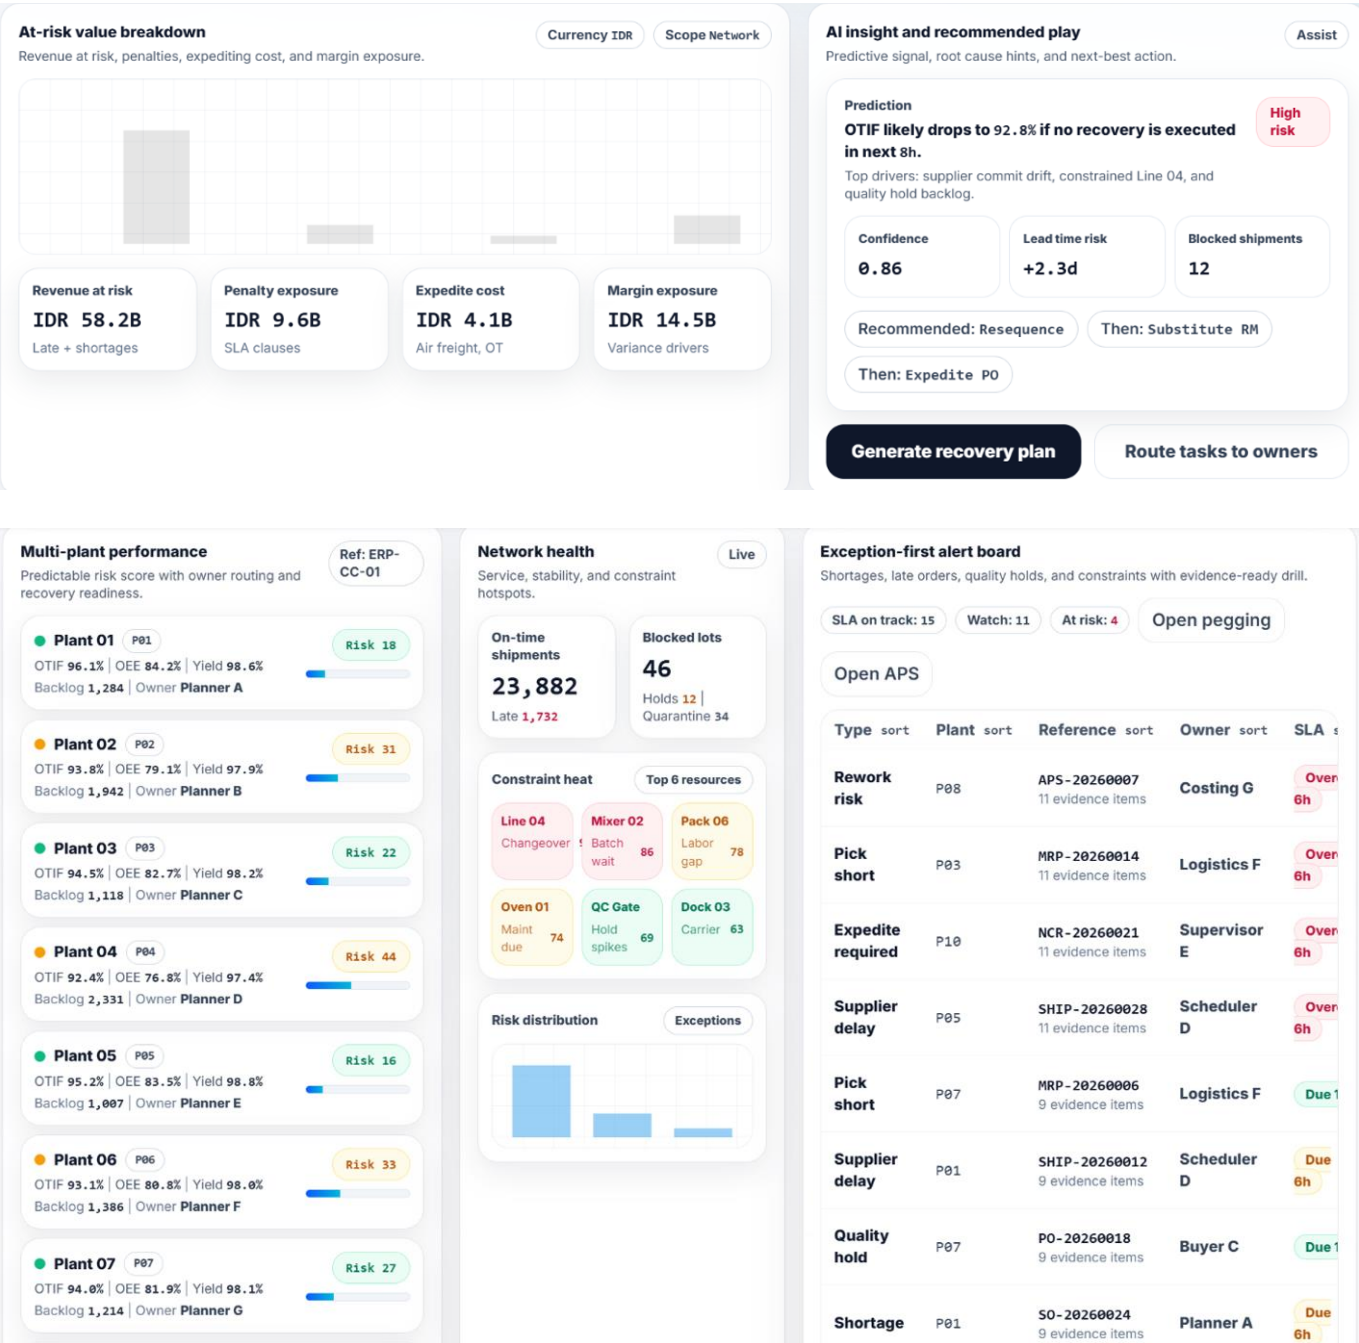 At-risk value breakdown
Currency IDR
Scope Network
Revenue at risk, penalties, expediting cost, and margin exposure.
Revenue at risk
IDR 58.2B
Late + shortages
Penalty exposure
IDR 9.6B
SLA clauses
Expedite cost
IDR 4.1B
Air freight, OT
Margin exposure
IDR 14.5B
Variance drivers
AI insight and recommended play
Assist
Predictive signal, root cause hints, and next-best action.
Prediction
OTIF likely drops to 92.8% if no recovery is executed
in next 8h.
High
risk
Top drivers: supplier commit drift, constrained Line 04, and
quality hold backlog.
Confidence
0.86
Lead time risk
+2.3d
Blocked shipments
12
Recommended: Resequence
Then: Substitute RM
Then: Expedite PO
Generate recovery plan
Route tasks to owners
Multi-plant performance
Ref: ERP-
CC-01
Predictable risk score with owner routing and
recovery readiness.
Plant 01 P01
Risk 18
OTIF 96.1% | OEE 84.2% | Yield 98.6%
Backlog 1,284 | Owner Planner A
Plant 02 P02
Risk 31
OTIF 93.8% | OEE 79.1% | Yield 97.9%
Backlog 1,942 | Owner Planner B
Plant 03 P03
Risk 22
OTIF 94.5% | OEE 82.7% | Yield 98.2%
Backlog 1,118 | Owner Planner C
Plant 04 P04
Risk 44
OTIF 92.4% | OEE 76.8% | Yield 97.4%
Backlog 2,331 | Owner Planner D
Plant 05 P05
Risk 16
OTIF 95.2% | OEE 83.5% | Yield 98.8%
Backlog 1,007 | Owner Planner E
Plant 06 P06
Risk 33
OTIF 93.1% | OEE 80.8% | Yield 98.0%
Backlog 1,386 | Owner Planner F
Plant 07 P07
Risk 27
OTIF 94.0% | OEE 81.9% | Yield 98.1%
Backlog 1,214 | Owner Planner G
Network health
Live
Service, stability, and constraint
hotspots.
On-time
shipments
23,882
Late 1,732
Blocked lots
46
Holds 12 |
Quarantine 34
Constraint heat
Top 6 resources
Line 04
Changeover
Mixer 02
Batch
wait
86
Pack 06
Labor
gap
78
Oven 01
Maint
due
74
QC Gate
Hold
spikes
69
Dock 03
Carrier 63
Risk distribution
Exceptions
Exception-first alert board
Shortages, late orders, quality holds, and constraints with evidence-ready drill.
SLA on track: 15
Watch: 11
At risk: 4
Open pegging
Open APS
Type sort Plant sort Reference sort Owner sort SLA
Rework
risk
P08
APS-20260007
11 evidence items
Costing G
6h
Pick
short
P03
MRP-20260014
11 evidence items
Logistics F
6h
Expedite
required
P10
NCR-20260021
11 evidence items
Supervisor
E
6h
Supplier
delay
P05
SHIP-20260028
11 evidence items
Scheduler
D
6h
Pick
short
P07
MRP-20260006
9 evidence items
Logistics F
Due
Supplier
delay
P01
SHIP-20260012
9 evidence items
Scheduler
D
Due
6h
Quality
hold
P07
PO-20260018
9 evidence items
Buyer C
Due
Shortage
P01
SO-20260024
9 evidence items
Planner A
Due
6h